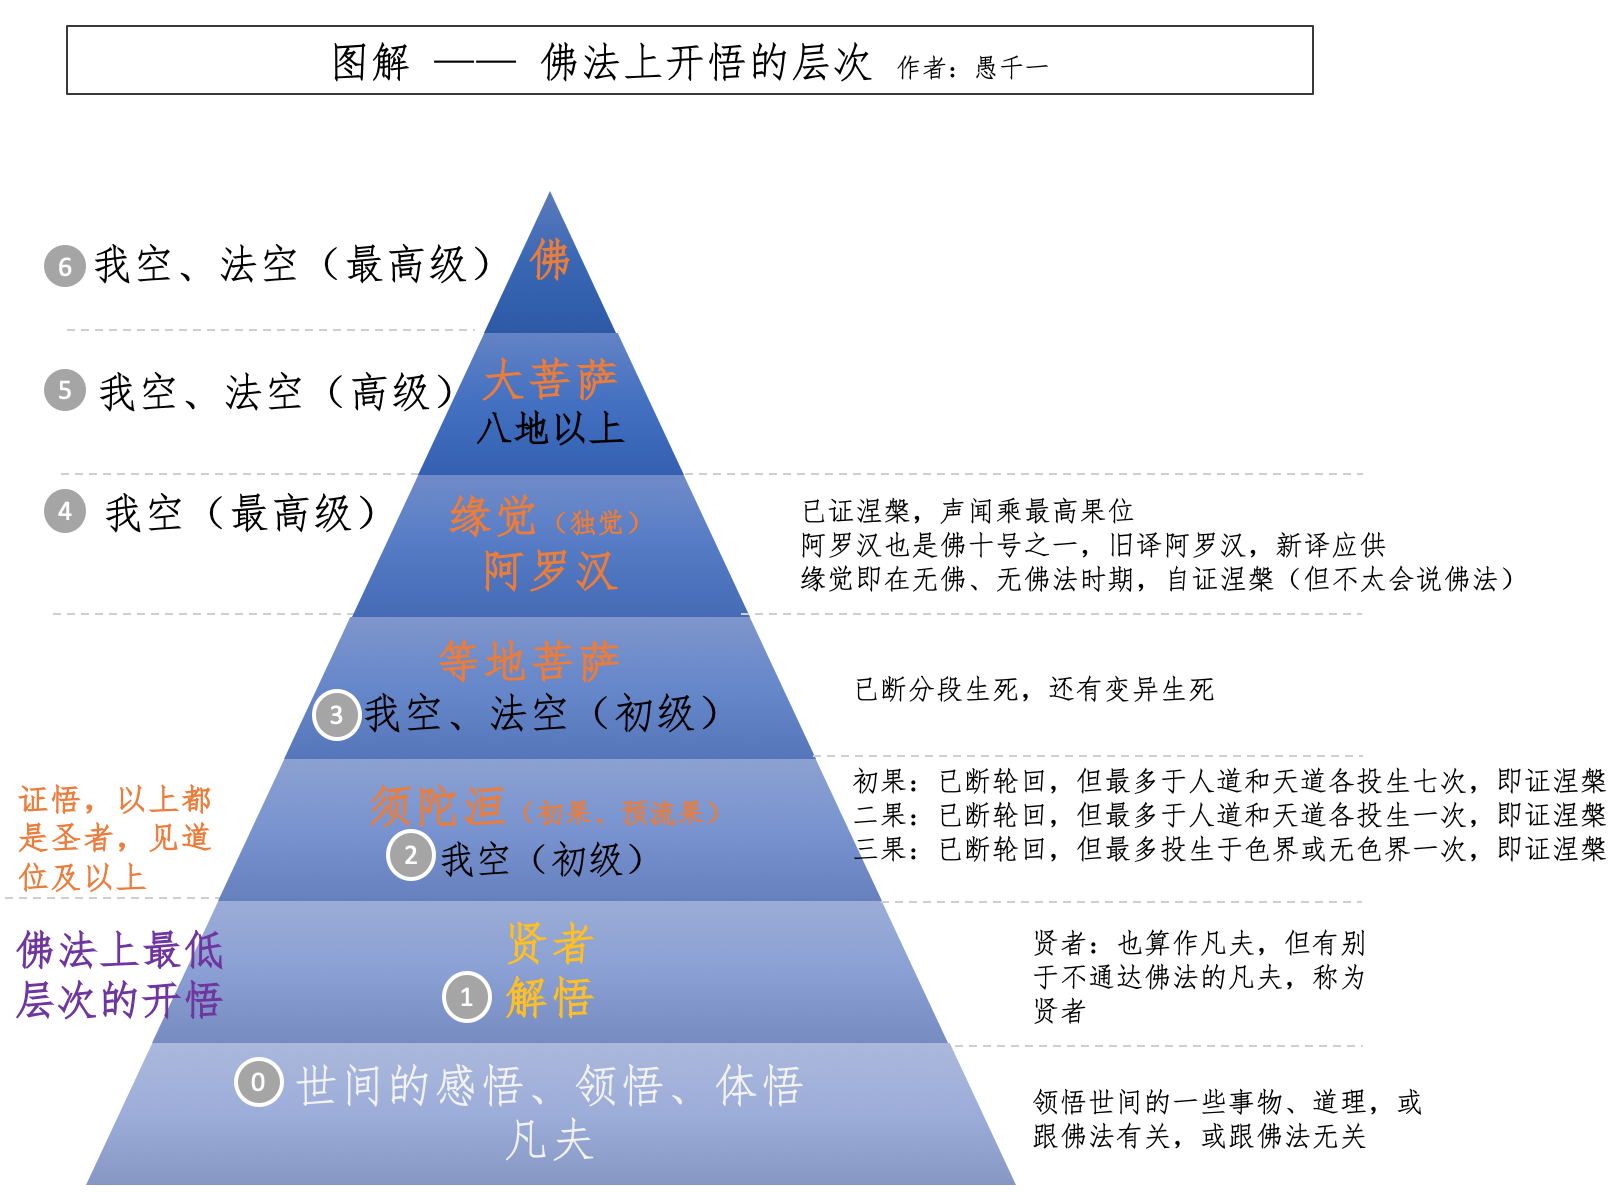 图解 —— 佛法上开悟的层次 作者：愚千一
6 我空、法空（最高级）
佛
5 我空、法空（高级）
大菩萨
八地以上
4 我空（最高级）
缘觉（独觉）
阿罗汉
已证涅槃，声闻乘最高果位
阿罗汉也是佛十号之一，旧译阿罗汉，新译应供
缘觉即在无佛、无佛法时期，自证涅槃（但不太会说佛法）
等地菩萨
3 我空、法空（初级）
已断分段生死，还有变异生死
证悟，以上都
是圣者，见道
位及以上
须陀洹（初果、预流果）
2 我空（初级）
初果：已断轮回，但最多于人道和天道各投生七次，即证涅槃
二果：已断轮回，但最多于人道和天道各投生一次，即证涅槃
三果：已断轮回，但最多投生于色界或无色界一次，即证涅槃
佛法上最低
层次的开悟
贤者
1 解悟
贤者：也算作凡夫，但有别
于不通达佛法的凡夫，称为
贤者
0 世间的感悟、领悟、体悟
凡夫
领悟世间的一些事物、道理，或
跟佛法有关，或跟佛法无关